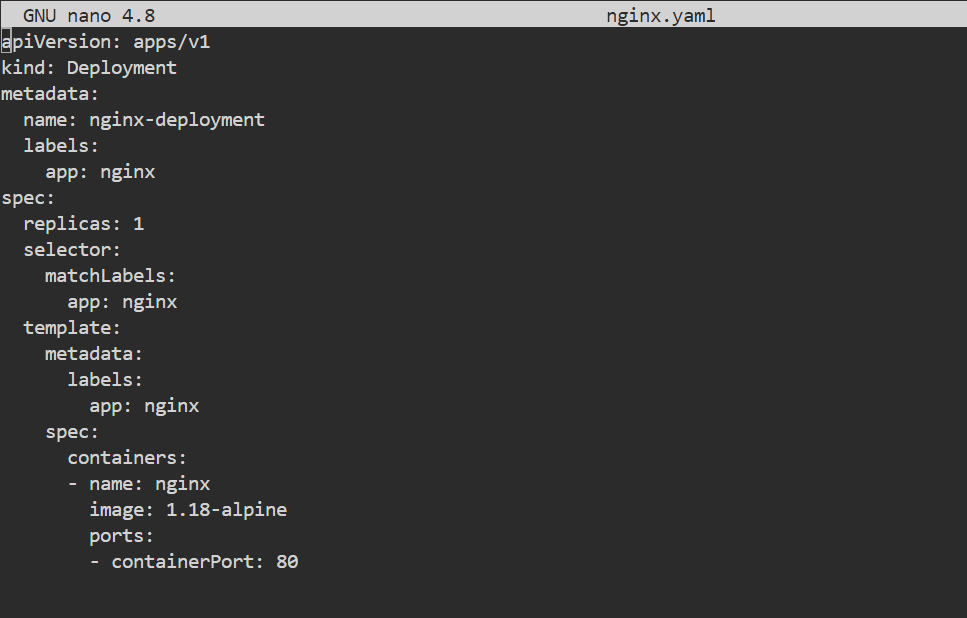 GNU nano 4.8 nginx.yaml
apiVersion: apps/v1
kind: Deployment
metadata:
  name: nginx-deployment
  labels:
    app: nginx
spec:
  replicas: 1
  selector:
    matchLabels:
      app: nginx
  template:
    metadata:
      labels:
        app: nginx
    spec:
      containers:
      - name: nginx
        image: 1.18-alpine
        ports:
        - containerPort: 80